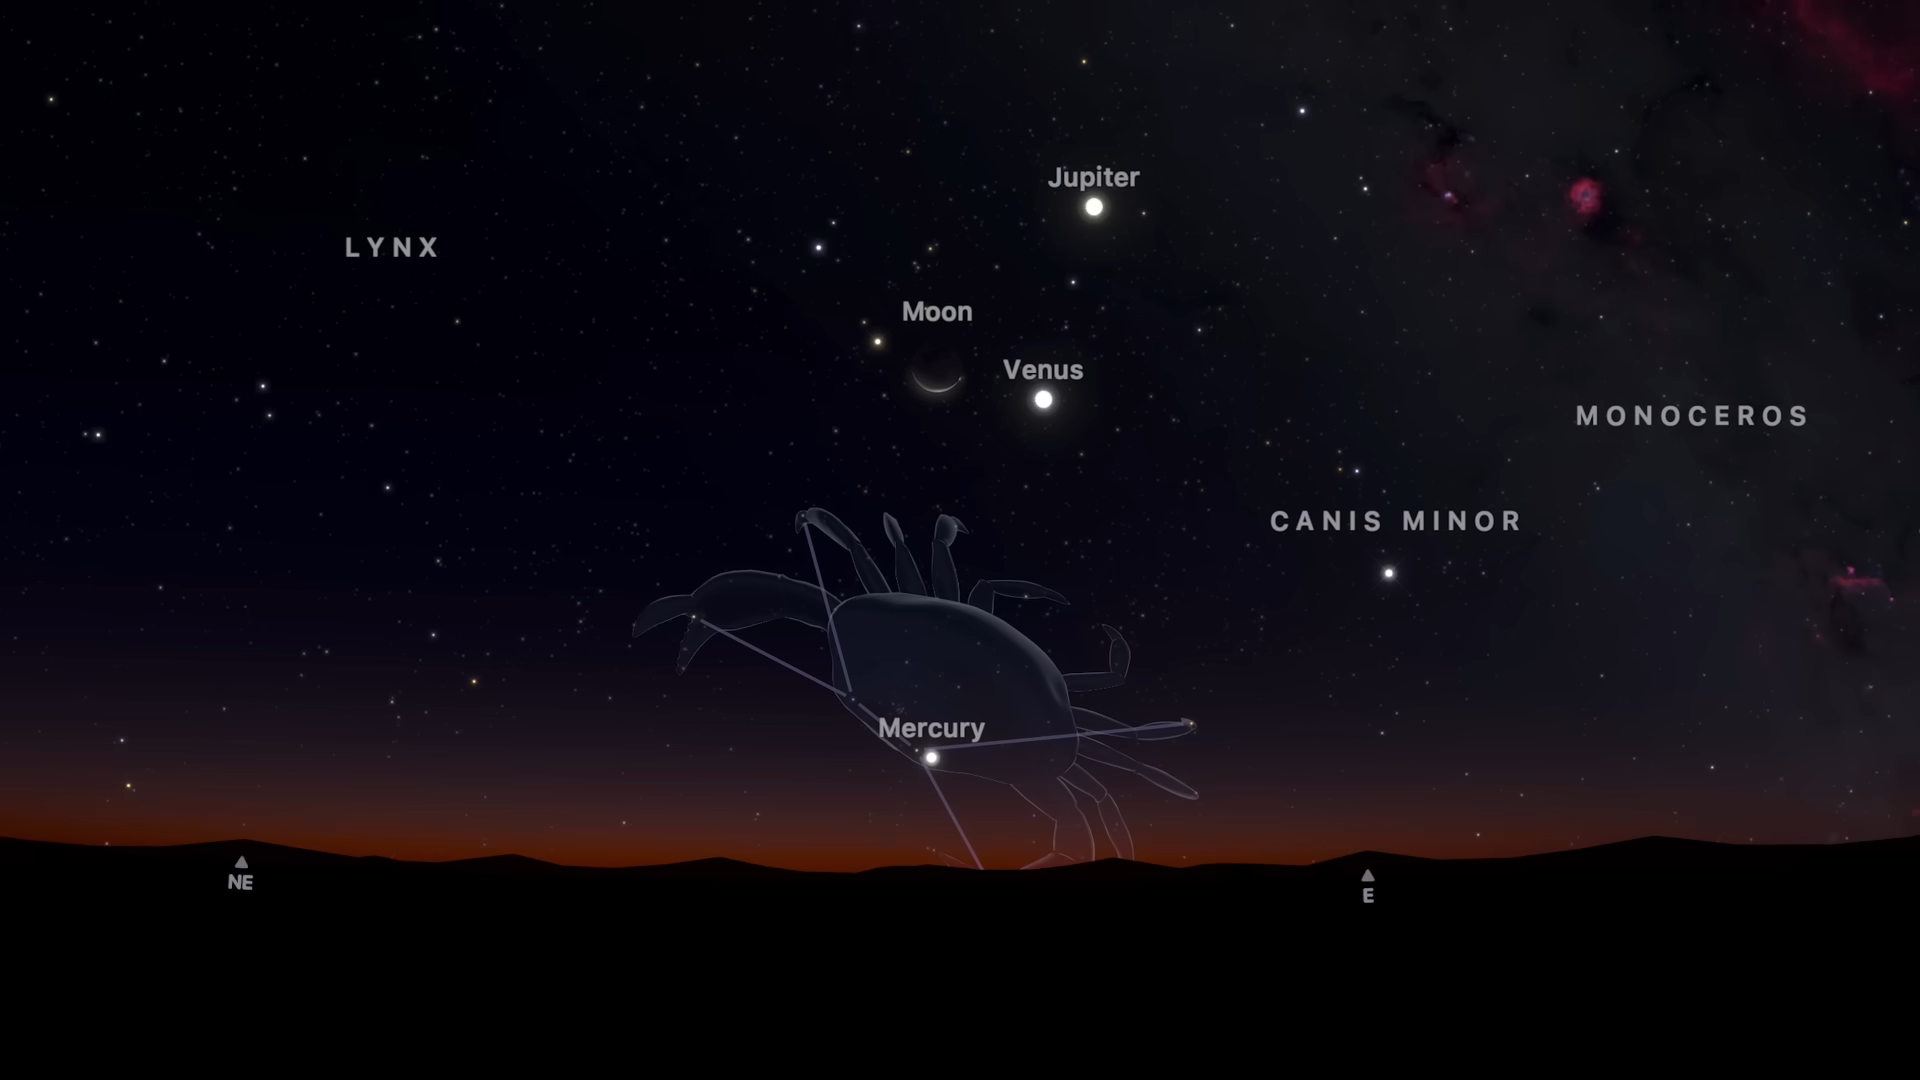 Jupiter
LYNX
Moon
Venus
MONOCEROS
CANIS MINOR
Mercury
NE
E